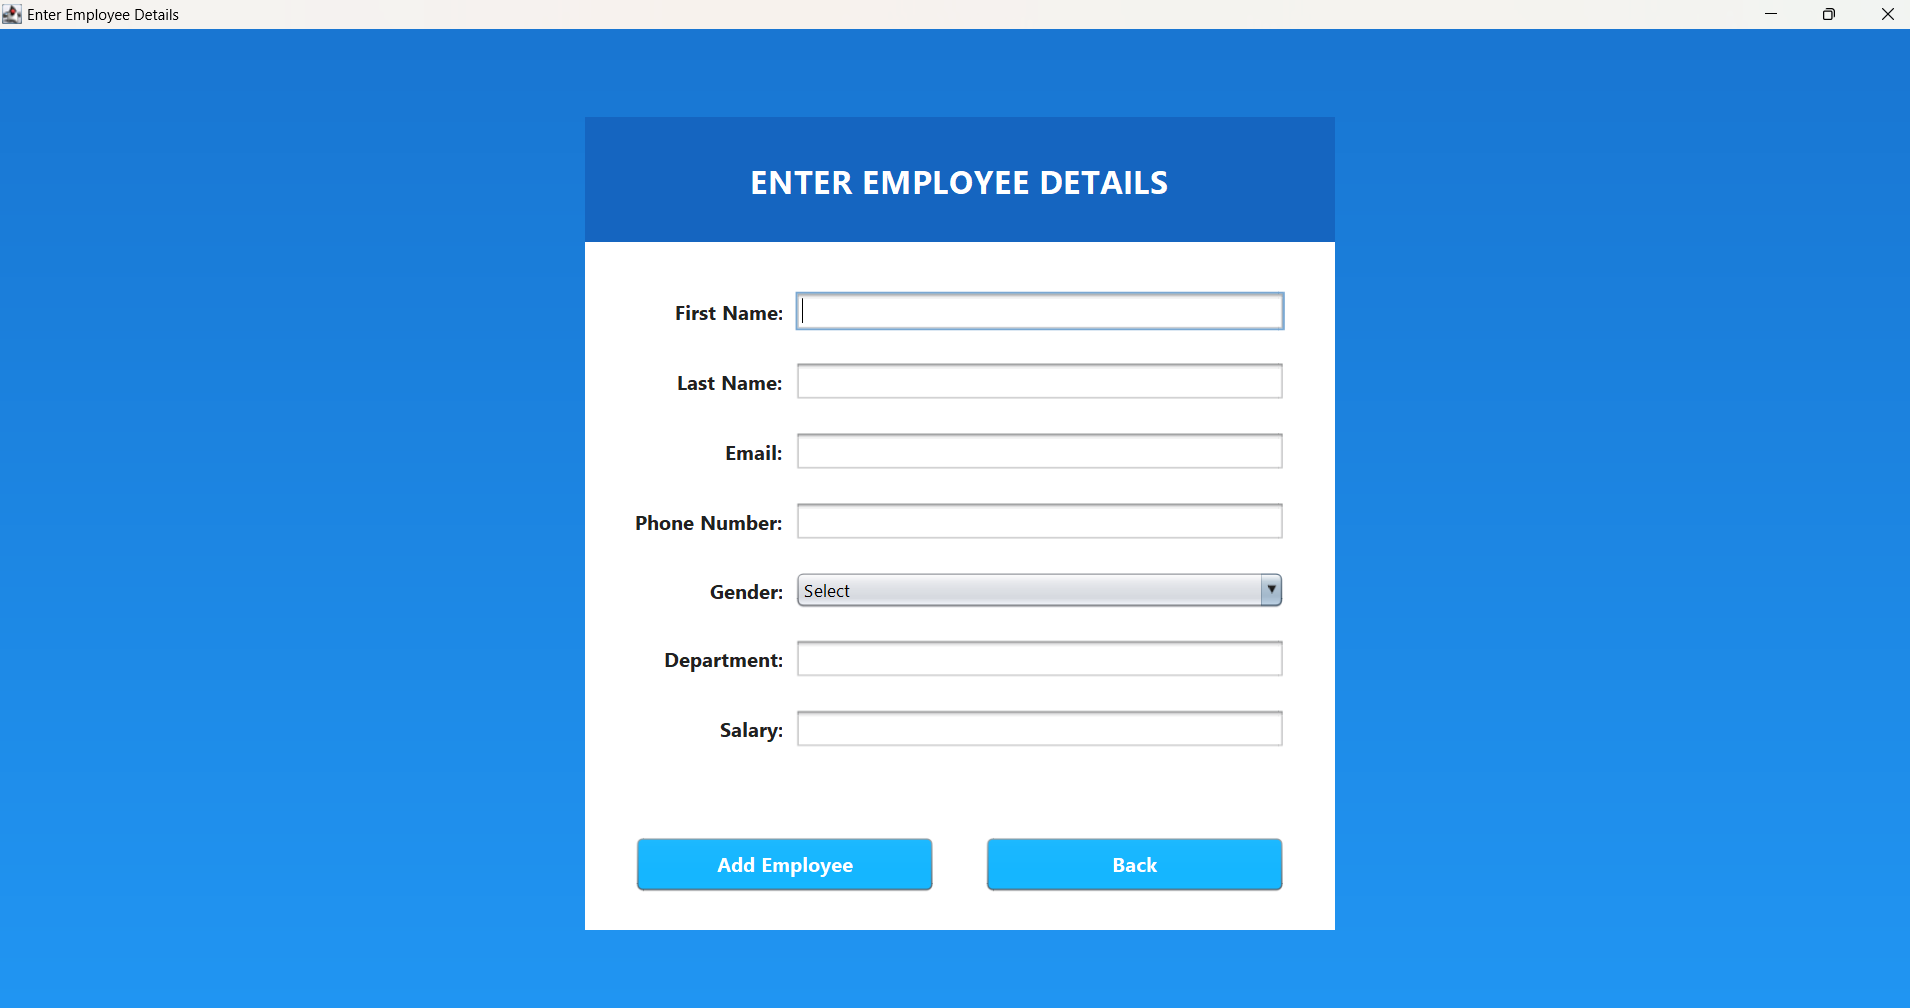 Enter Employee Details
ENTER EMPLOYEE DETAILS
First Name:
Last Name:
Email:
Phone Number:
Gender: Select
Department:
Salary:
Add Employee Back